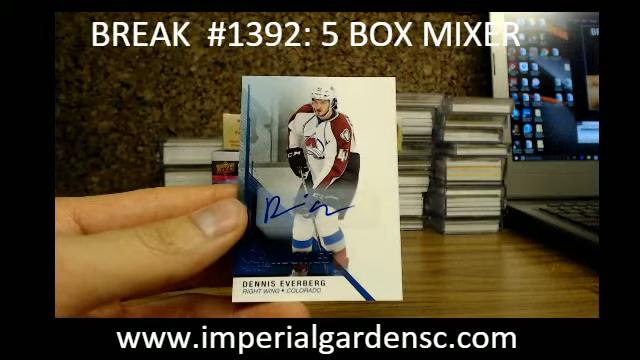 BREAK #1392: 5 BOX MIXER
DENNIS EVERBERG
RIGHT WING • COLORADO
www.imperialgardensc.com